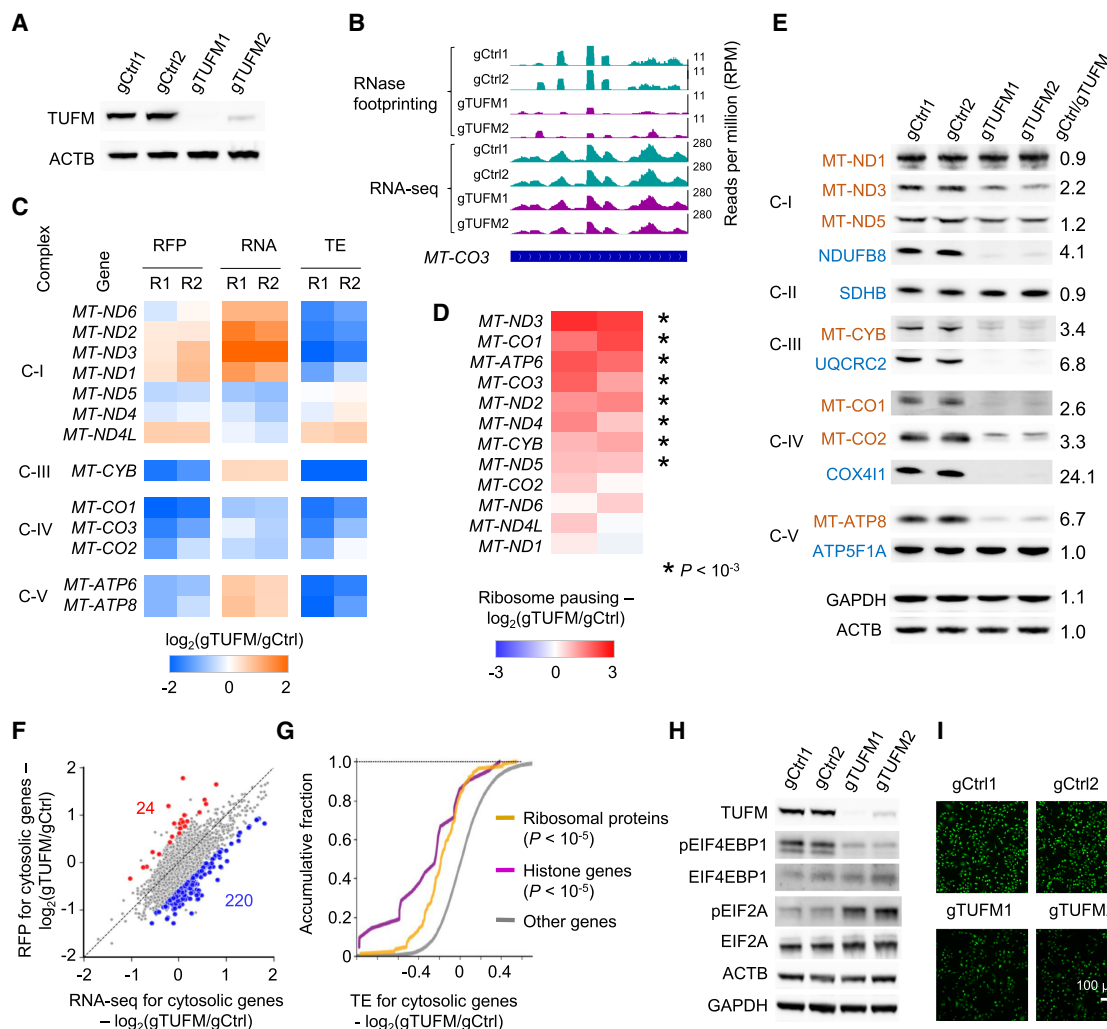 A
gCtrl1
gCtrl2
gTUFM1
gTUFM2
TUFM
ACTB
B
RNase
footprinting
RNA-seq
gCtrl1
gCtrl2
gTUFM1
gTUFM2
gCtrl1
gCtrl2
gTUFM1
gTUFM2
11
11
11
11
280
280
280
280
Reads per million (RPM)
MT-CO3
C
Complex
Gene
RFP
RNA
TE
R1 R2
R1 R2
R1 R2
C-I
MT-ND6
MT-ND2
MT-ND3
MT-ND1
MT-ND5
MT-ND4
MT-ND4L
C-III
MT-CYB
C-IV
MT-CO1
MT-CO3
MT-CO2
C-V
MT-ATP6
MT-ATP8
log2(gTUFM/gCtrl)
-2 0 2
D
MT-ND3 *
MT-CO1 *
MT-ATP6 *
MT-CO3 *
MT-ND2 *
MT-ND4 *
MT-CYB *
MT-ND5 *
MT-CO2
MT-ND6
MT-ND4L
MT-ND1
* P < 10-3
Ribosome pausing –
log2(gTUFM/gCtrl)
-3 0 3
E
gCtrl1
gCtrl2
gTUFM1
gTUFM2
gCtrl/gTUFM
C-I
MT-ND1 0.9
MT-ND3 2.2
MT-ND5 1.2
NDUFB8 4.1
C-II
SDHB 0.9
C-III
MT-CYB 3.4
UQCRC2 6.8
C-IV
MT-CO1 2.6
MT-CO2 3.3
COX4I1 24.1
C-V
MT-ATP8 6.7
ATP5F1A 1.0
GAPDH 1.1
ACTB 1.0
F
RFP for cytosolic genes –
log2(gTUFM/gCtrl)
2
1
0
-1
-2
24
220
-2 -1 0 1 2
RNA-seq for cytosolic genes
– log2(gTUFM/gCtrl)
G
Accumulative fraction
1.0
0.8
0.6
0.4
0.2
0
-0.4 0 0.4
TE for cytosolic genes
- log2(gTUFM/gCtrl)
Ribosomal proteins
(P < 10-5)
Histone genes
(P < 10-5)
Other genes
H
gCtrl1
gCtrl2
gTUFM1
gTUFM2
TUFM
pEIF4EBP1
EIF4EBP1
pEIF2A
EIF2A
ACTB
GAPDH
I
gCtrl1
gCtrl2
gTUFM1
gTUFM
100 μ